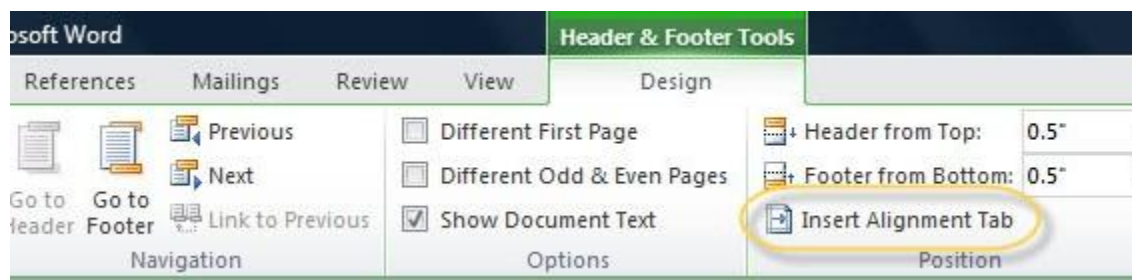 osoft Word Header & Footer Tools
References Mailings Review View Design
Previous Different First Page Header from Top: 0.5"
Next Different Odd & Even Pages Footer from Bottom: 0.5"
Go to Header Go to Footer Link to Previous Show Document Text Insert Alignment Tab
Navigation Options Position